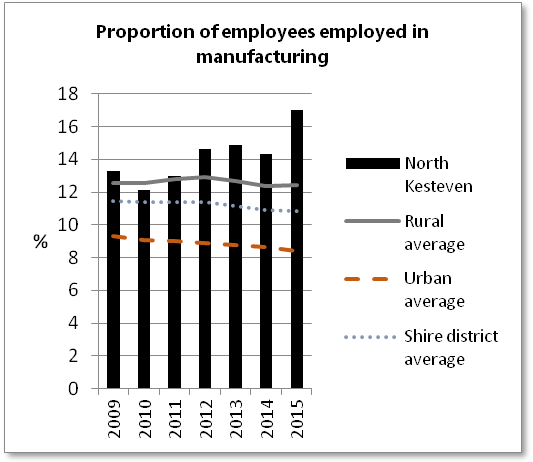 Proportion of employees employed in
manufacturing
18
16
14
12
10
8
6
4
2
0
%
2009
2010
2011
2012
2013
2014
2015
North
Kesteven
Rural
average
Urban
average
Shire district
average